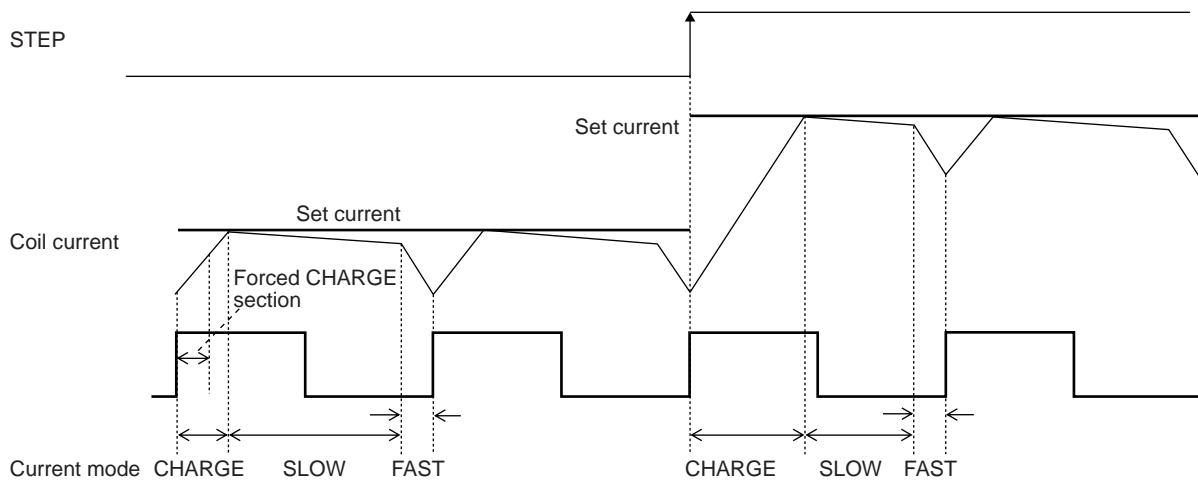 STEP
Set current
Set current
Coil current
Forced CHARGE
section
Current mode CHARGE SLOW FAST CHARGE SLOW FAST